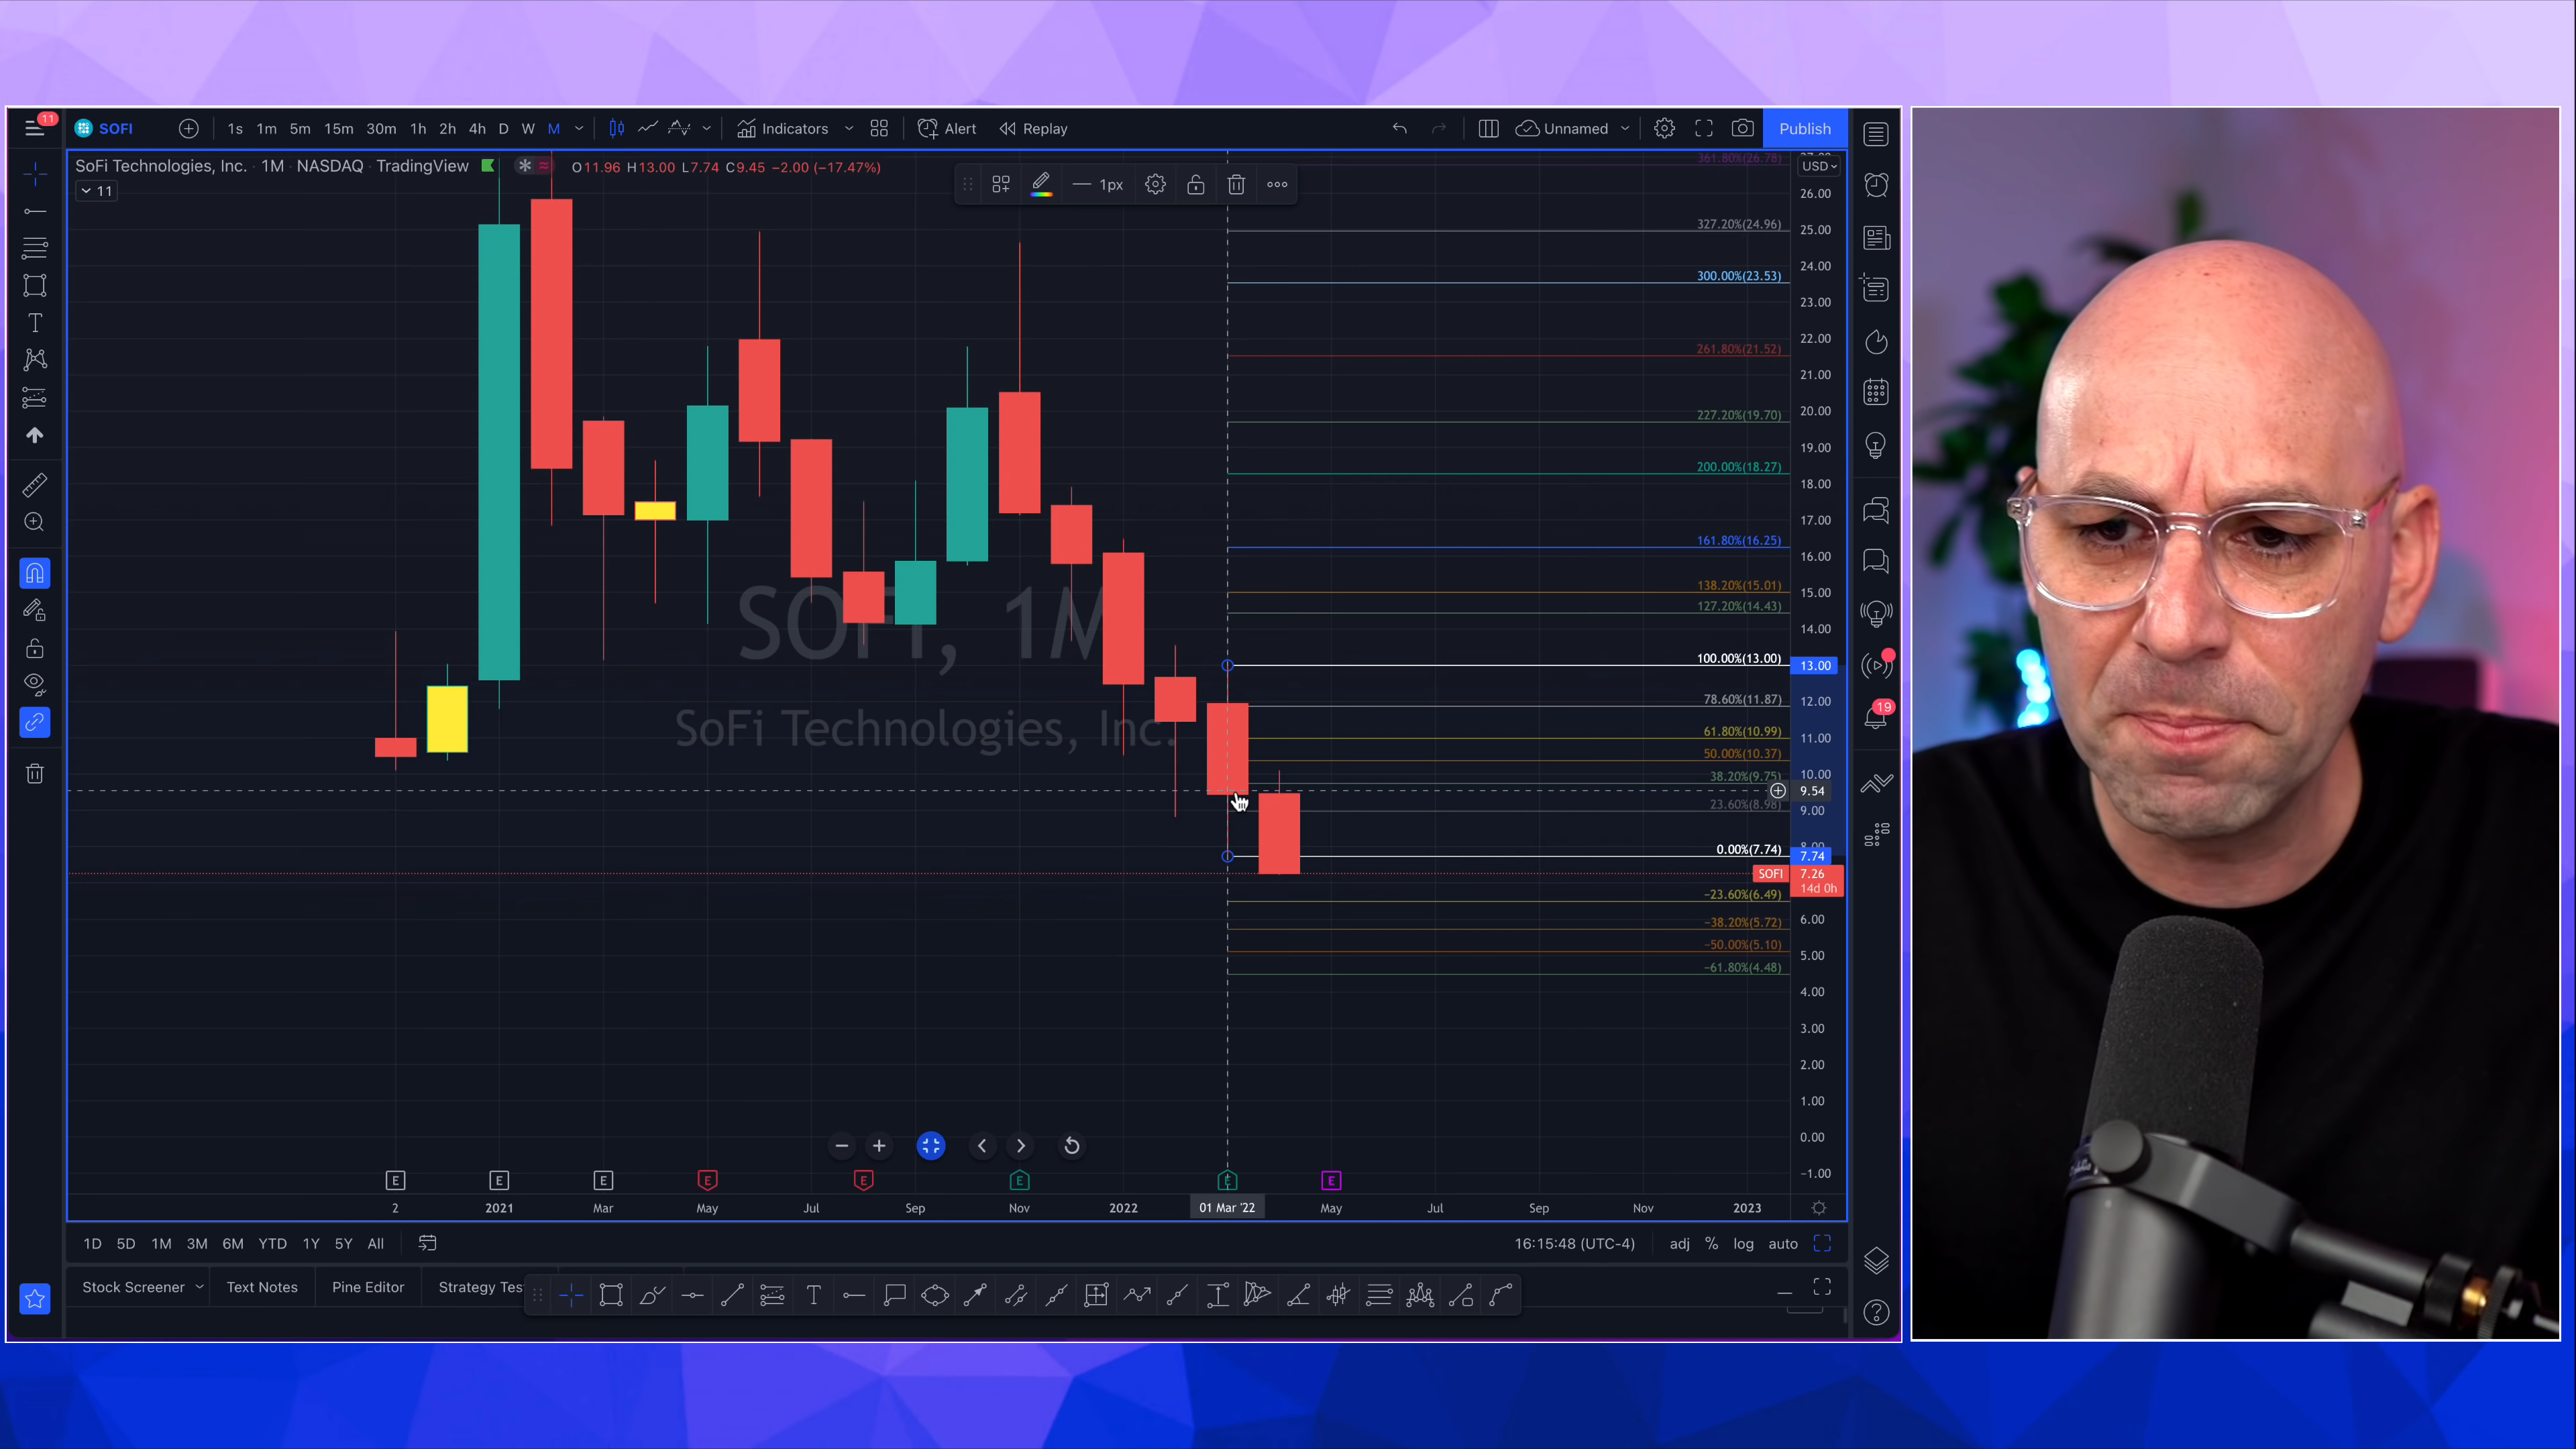 11
SOFI
1s 1m 5m 15m 30m 1h 2h 4h D W M
Indicators
Alert
Replay
Unnamed
Publish
SoFi Technologies, Inc. · 1M · NASDAQ · TradingView
O11.96 H13.00 L7.74 C9.45 −2.00 (−17.47%)
11
1px
USD
361.80%(26.78)
26.00
327.20%(24.96)
25.00
24.00
300.00%(23.53)
23.00
22.00
261.80%(21.52)
21.00
20.00
227.20%(19.70)
19.00
200.00%(18.27)
18.00
17.00
161.80%(16.25)
16.00
138.20%(15.01)
15.00
127.20%(14.43)
14.00
SOFI, 1M
SoFi Technologies, Inc.
100.00%(13.00)
13.00
78.60%(11.87)
12.00
61.80%(10.99)
11.00
50.00%(10.37)
38.20%(9.75)
10.00
9.54
23.60%(8.98)
9.00
0.00%(7.74)
8.00
7.74
SOFI
7.26
14d 0h
−23.60%(6.49)
6.00
−38.20%(5.72)
−50.00%(5.10)
5.00
−61.80%(4.48)
4.00
3.00
2.00
1.00
0.00
−1.00
E E E E E E E E
2 2021 Mar May Jul Sep Nov 2022 01 Mar '22 May Jul Sep Nov 2023
1D 5D 1M 3M 6M YTD 1Y 5Y All
16:15:48 (UTC-4)
adj % log auto
Stock Screener
Text Notes
Pine Editor
Strategy Tes
19